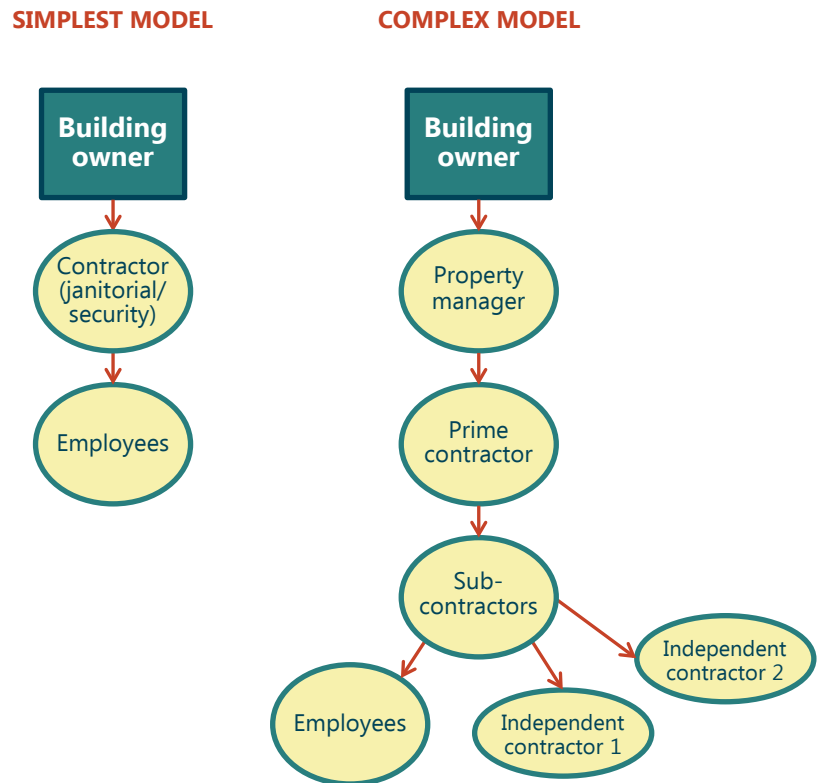 SIMPLEST MODEL
Building
owner
Contractor
(janitorial/
security)
Employees
COMPLEX MODEL
Building
owner
Property
manager
Prime
contractor
Sub-
contractors
Employees
Independent
contractor 1
Independent
contractor 2